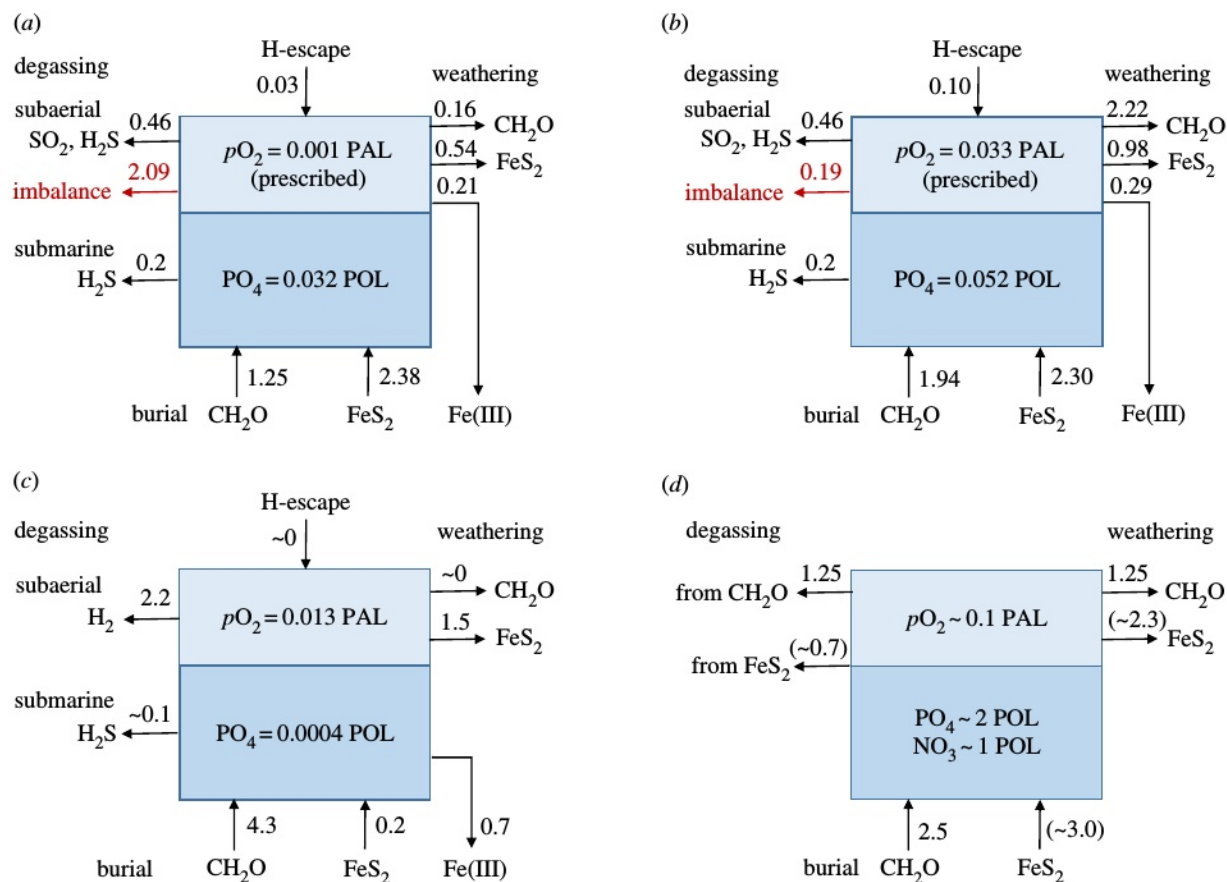 (a)
H-escape
degassing
0.03
weathering
subaerial
0.46
SO₂, H₂S
0.16
CH₂O
pO₂ = 0.001 PAL
(prescribed)
0.54
FeS₂
2.09
imbalance
0.21
submarine
0.2
H₂S
PO₄ = 0.032 POL
1.25
2.38
burial
CH₂O
FeS₂
Fe(III)
(b)
H-escape
degassing
0.10
weathering
subaerial
0.46
SO₂, H₂S
2.22
CH₂O
pO₂ = 0.033 PAL
(prescribed)
0.98
FeS₂
0.19
imbalance
0.29
submarine
0.2
H₂S
PO₄ = 0.052 POL
1.94
2.30
burial
CH₂O
FeS₂
Fe(III)
(c)
H-escape
degassing
~0
weathering
subaerial
2.2
H₂
~0
CH₂O
pO₂ = 0.013 PAL
1.5
FeS₂
submarine
~0.1
H₂S
PO₄ = 0.0004 POL
4.3
0.2
0.7
burial
CH₂O
FeS₂
Fe(III)
(d)
degassing
weathering
1.25
from CH₂O
1.25
CH₂O
pO₂ ~ 0.1 PAL
(~2.3)
FeS₂
(~0.7)
from FeS₂
PO₄ ~ 2 POL
NO₃ ~ 1 POL
2.5
(~3.0)
burial
CH₂O
FeS₂